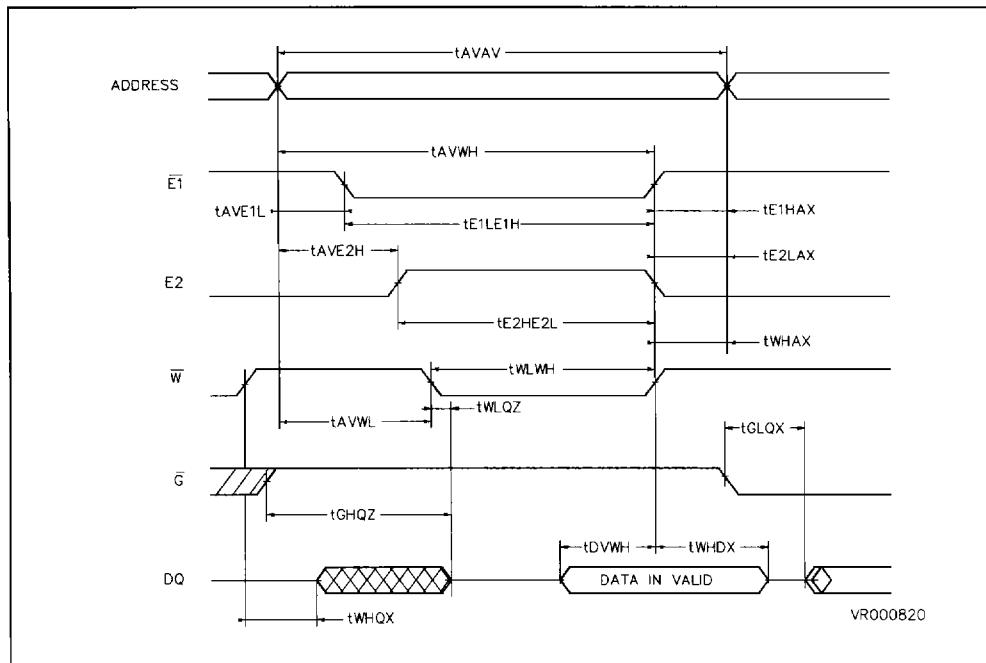 tAVAV
ADDRESS
tAVWH
E1
tAVE1L
tE1HAX
tE1LE1H
tAVE2H
tE2LAX
E2
tE2HE2L
tWHAX
W
tWLWH
tWLQZ
tAVWL
tGLQX
G
tGHQZ
tDVWH
tWHDX
DQ
DATA IN VALID
tWHQX
VR000820